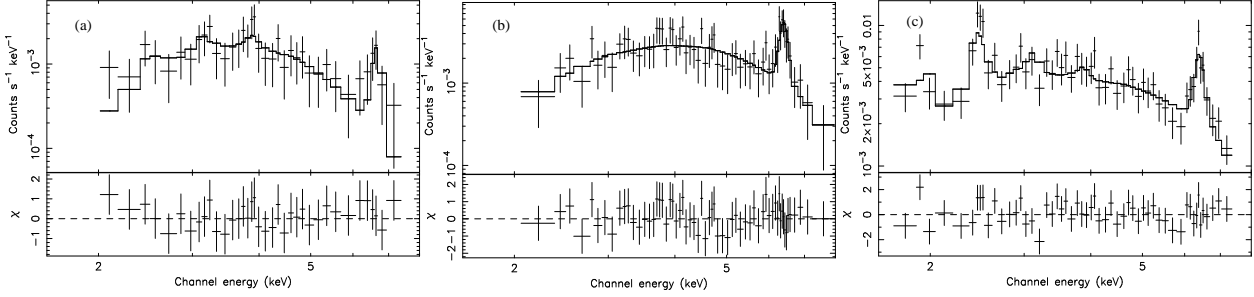 (a)
Counts s⁻¹ keV⁻¹
10⁻³
10⁻⁴
χ
2
1
0
−1
2
5
Channel energy (keV)
(b)
Counts s⁻¹ keV⁻¹
10⁻³
10⁻⁴
χ
2
1
0
−1
−2
2
5
Channel energy (keV)
(c)
Counts s⁻¹ keV⁻¹
0.01
5×10⁻³
2×10⁻³
10⁻³
χ
2
0
−2
2
5
Channel energy (keV)